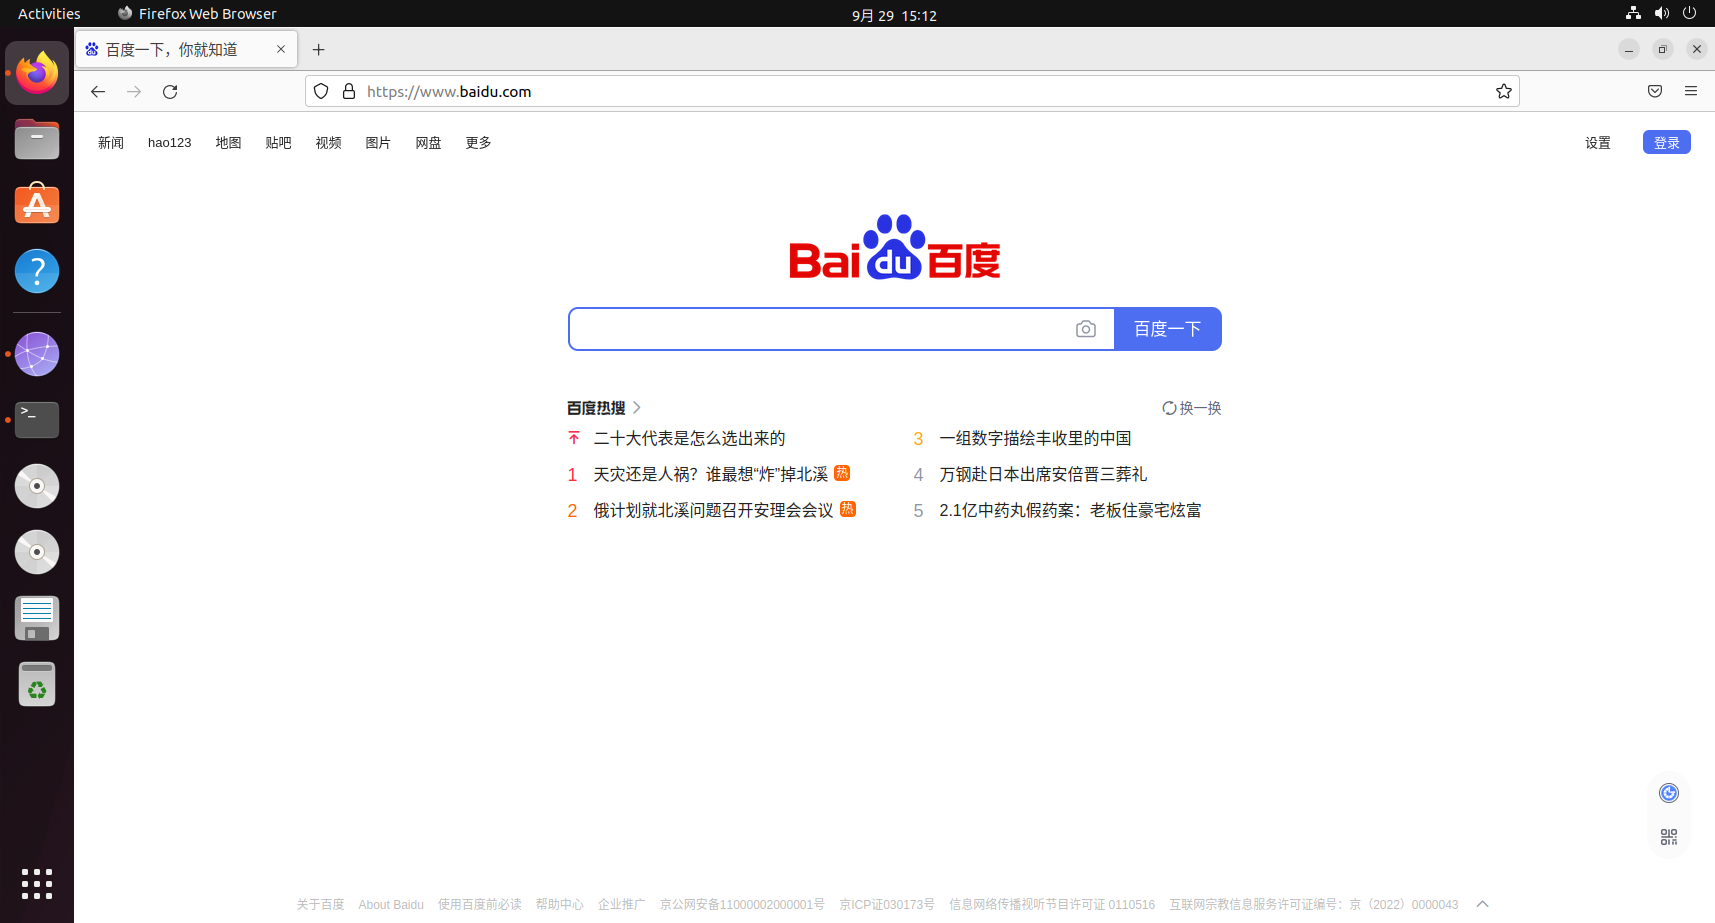 Activities Firefox Web Browser 9月 29 15:12
百度一下，你就知道
https://www.baidu.com
新闻 hao123 地图 贴吧 视频 图片 网盘 更多 设置 登录
Bai du 百度
百度一下
百度热搜 换一换
二十大代表是怎么选出来的
1 天灾还是人祸？谁最想“炸”掉北溪 热
2 俄计划就北溪问题召开安理会会议 热
3 一组数字描绘丰收里的中国
4 万钢赴日本出席安倍晋三葬礼
5 2.1亿中药丸假药案：老板住豪宅炫富
关于百度 About Baidu 使用百度前必读 帮助中心 企业推广 京公网安备11000002000001号 京ICP证030173号 信息网络传播视听节目许可证 0110516 互联网宗教信息服务许可证编号：京（2022）0000043